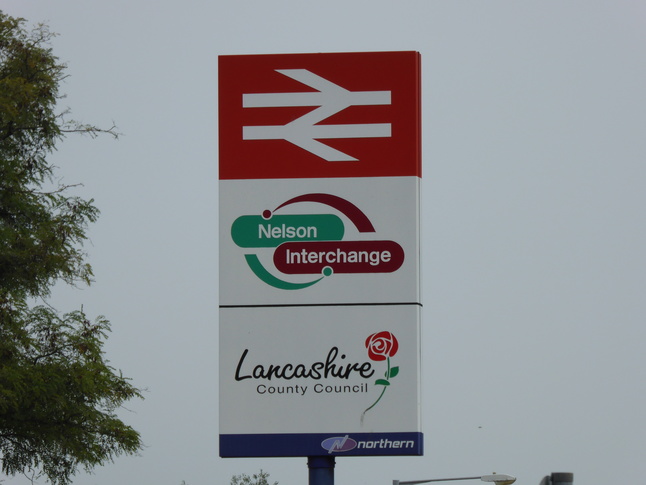 Nelson
Interchange
Lancashire
County Council
northern